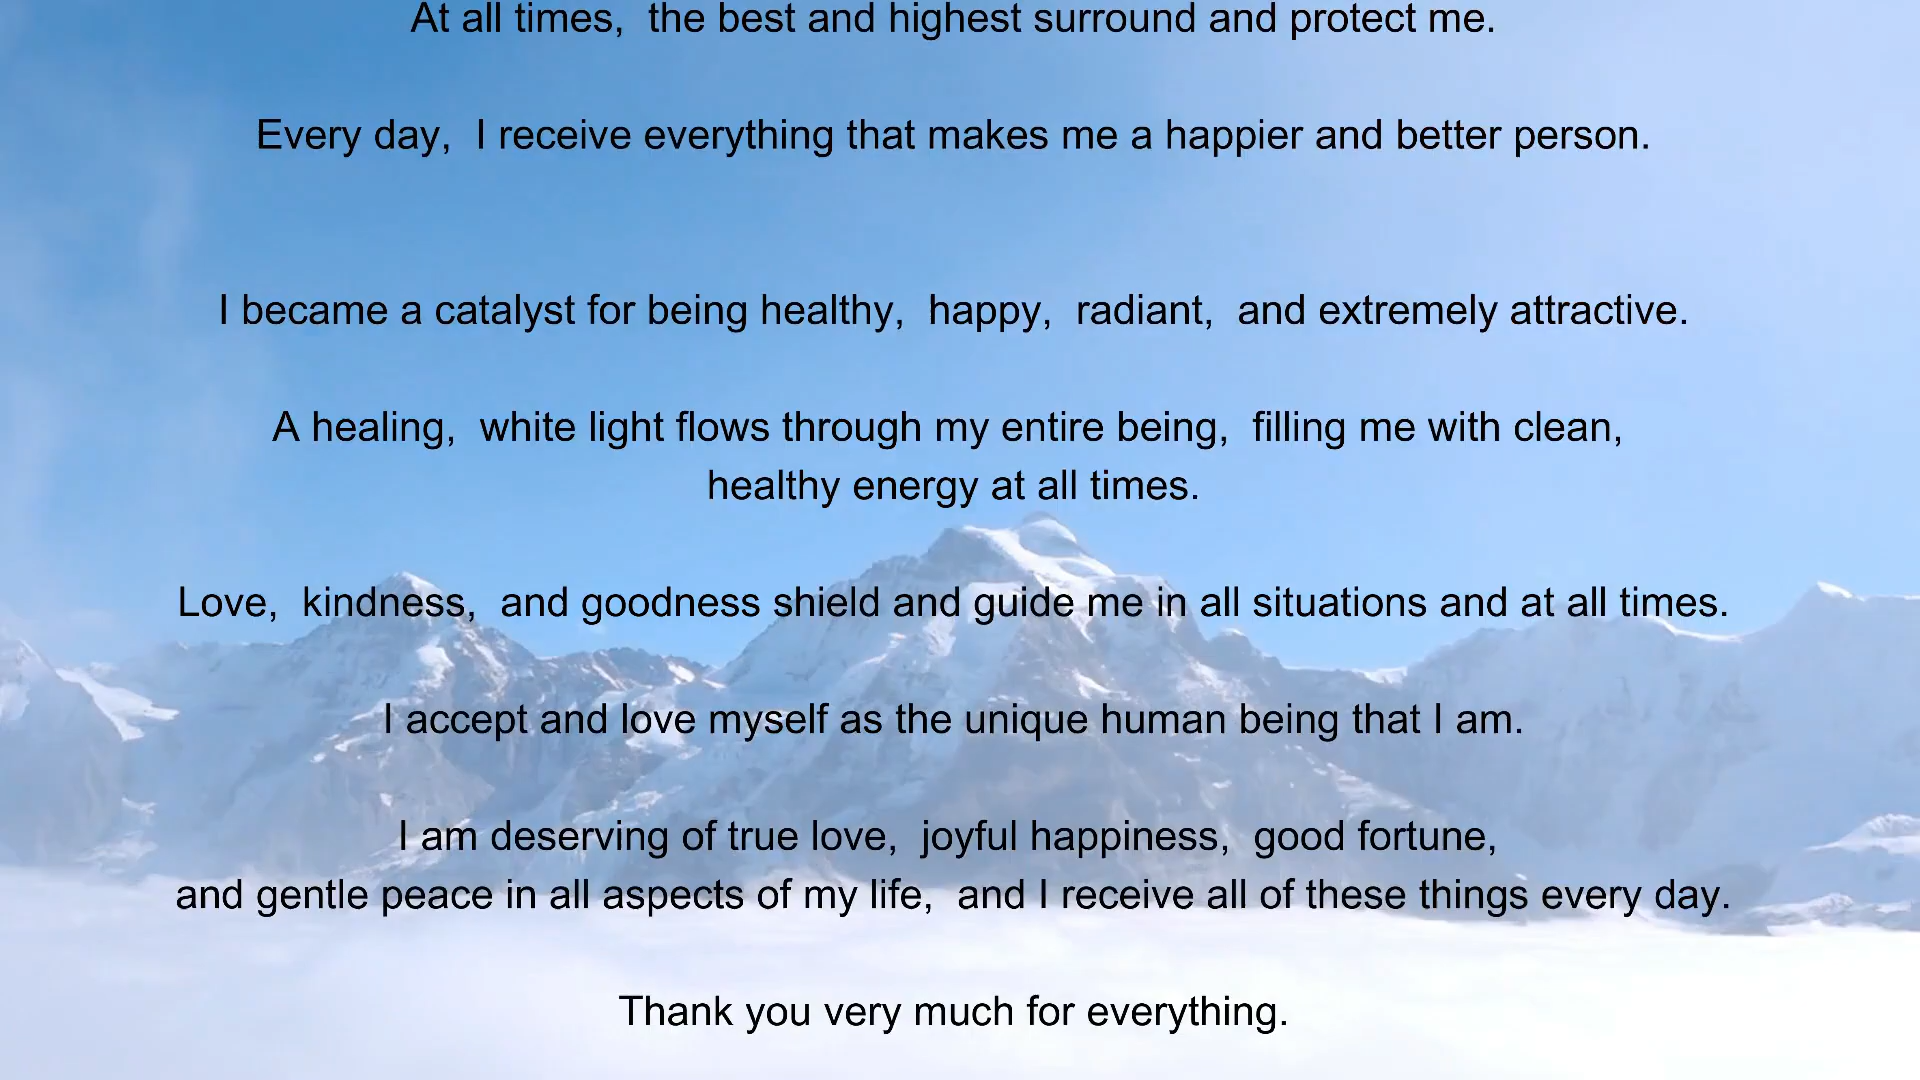 At all times,  the best and highest surround and protect me.
Every day,  I receive everything that makes me a happier and better person.
I became a catalyst for being healthy,  happy,  radiant,  and extremely attractive.
A healing,  white light flows through my entire being,  filling me with clean,
healthy energy at all times.
Love,  kindness,  and goodness shield and guide me in all situations and at all times.
I accept and love myself as the unique human being that I am.
I am deserving of true love,  joyful happiness,  good fortune,
and gentle peace in all aspects of my life,  and I receive all of these things every day.
Thank you very much for everything.